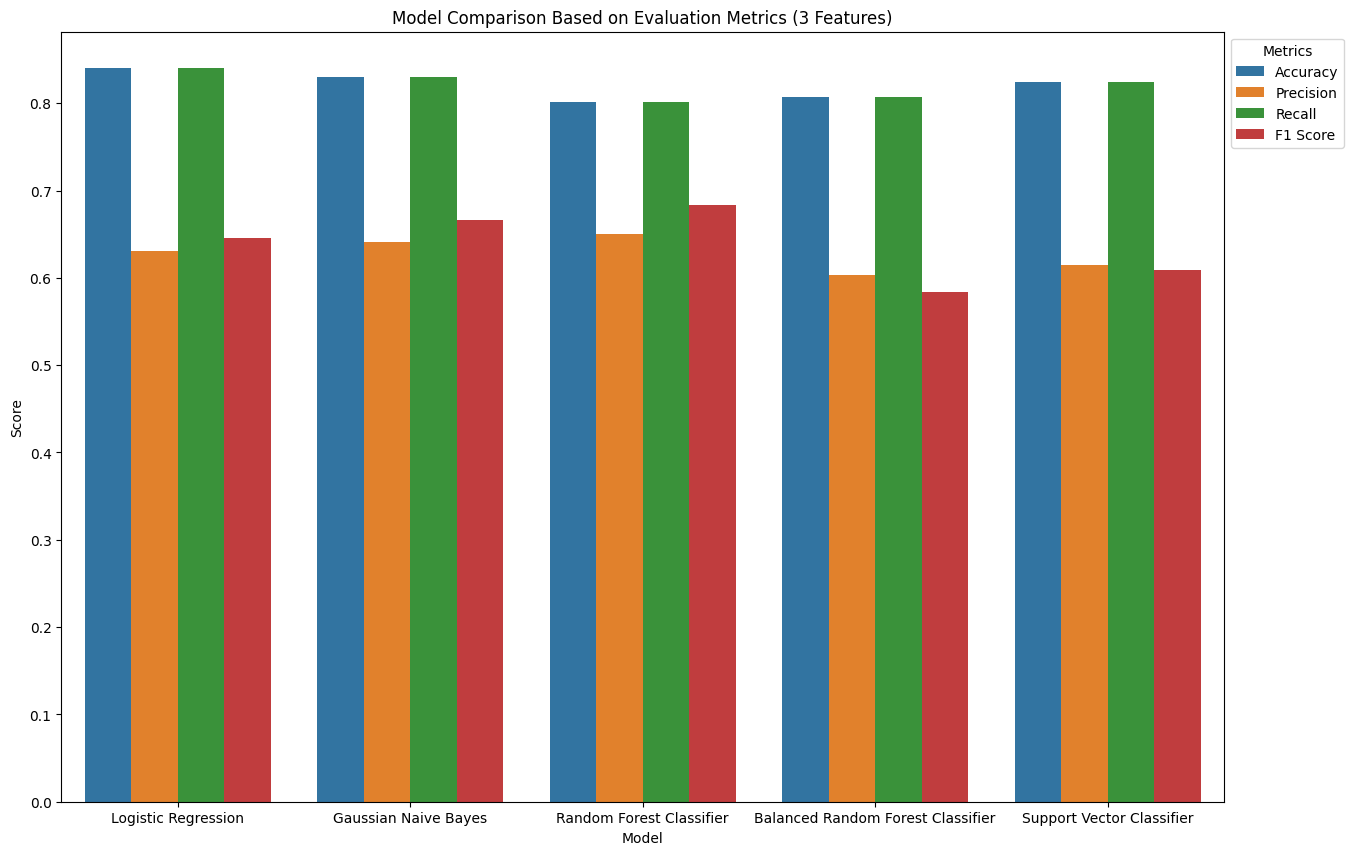 Model Comparison Based on Evaluation Metrics (3 Features)
Metrics
Accuracy
Precision
Recall
F1 Score
Score
0.8
0.7
0.6
0.5
0.4
0.3
0.2
0.1
0.0
Logistic Regression
Gaussian Naive Bayes
Random Forest Classifier
Balanced Random Forest Classifier
Support Vector Classifier
Model